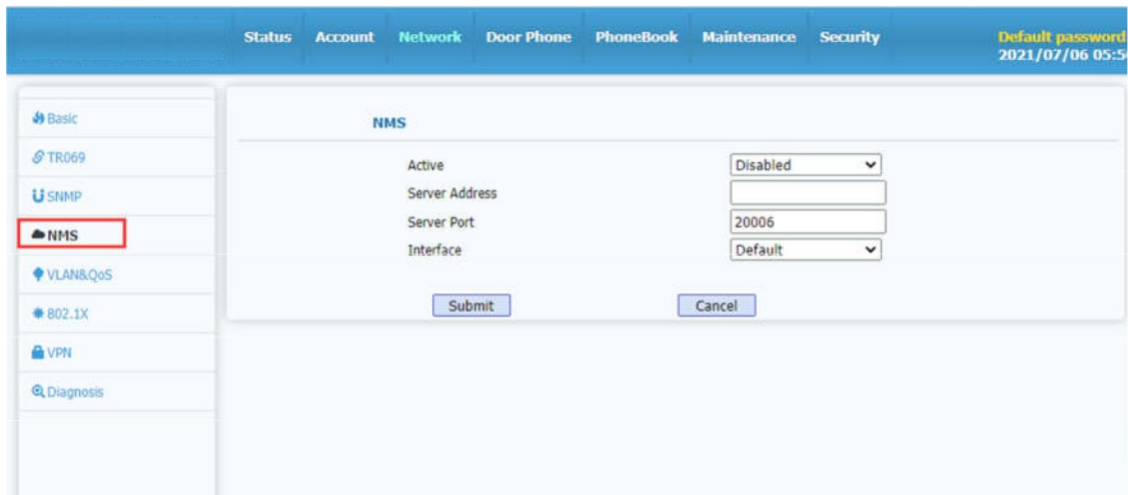 Status Account Network Door Phone PhoneBook Maintenance Security Default password
2021/07/06 05:5
Basic
TR069
SNMP
NMS
VLAN&QoS
802.1X
VPN
Diagnosis
NMS
Active Disabled
Server Address
Server Port 20006
Interface Default
Submit Cancel